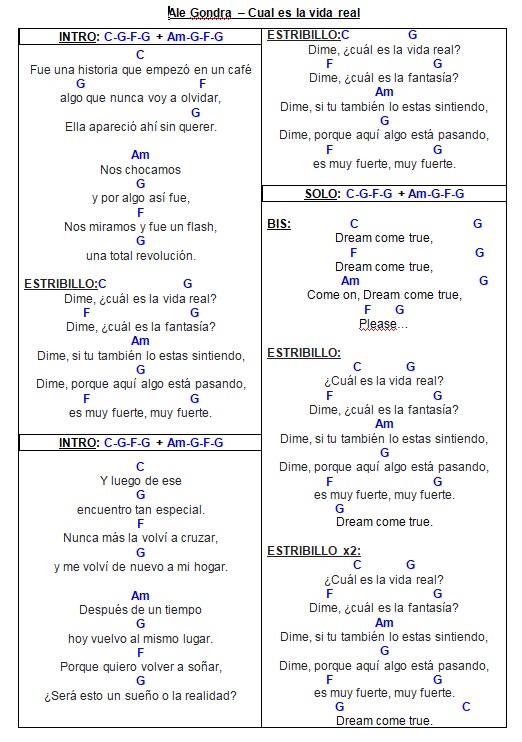 Ale Gondra – Cual es la vida real
INTRO: C-G-F-G + Am-G-F-G
C
Fue una historia que empezó en un café
G F
algo que nunca voy a olvidar,
G
Ella apareció ahí sin querer.
Am
Nos chocamos
G
y por algo así fue,
F
Nos miramos y fue un flash,
G
una total revolución.
ESTRIBILLO:C G
Dime, ¿cuál es la vida real?
F G
Dime, ¿cuál es la fantasía?
Am
Dime, si tu también lo estas sintiendo,
G
Dime, porque aquí algo está pasando,
F G
es muy fuerte, muy fuerte.
INTRO: C-G-F-G + Am-G-F-G
C
Y luego de ese
G
encuentro tan especial.
F
Nunca más la volví a cruzar,
G
y me volví de nuevo a mi hogar.
Am
Después de un tiempo
G
hoy vuelvo al mismo lugar.
F
Porque quiero volver a soñar,
G
¿Será esto un sueño o la realidad?
ESTRIBILLO:C G
Dime, ¿cuál es la vida real?
F G
Dime, ¿cuál es la fantasía?
Am
Dime, si tu también lo estas sintiendo,
G
Dime, porque aquí algo está pasando,
F G
es muy fuerte, muy fuerte.
SOLO: C-G-F-G + Am-G-F-G
BIS: C G
Dream come true,
F G
Dream come true,
Am G
Come on, Dream come true,
F G
Please...
ESTRIBILLO:
C G
¿Cuál es la vida real?
F G
Dime, ¿cuál es la fantasía?
Am
Dime, si tu también lo estas sintiendo,
G
Dime, porque aquí algo está pasando,
F G
es muy fuerte, muy fuerte.
G
Dream come true.
ESTRIBILLO x2:
C G
¿Cuál es la vida real?
F G
Dime, ¿cuál es la fantasía?
Am
Dime, si tu también lo estas sintiendo,
G
Dime, porque aquí algo está pasando,
F G
es muy fuerte, muy fuerte.
G C
Dream come true.